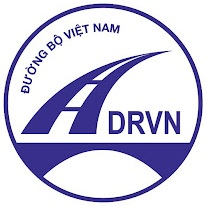 ĐƯỜNG BỘ VIỆT NAM
DRVN